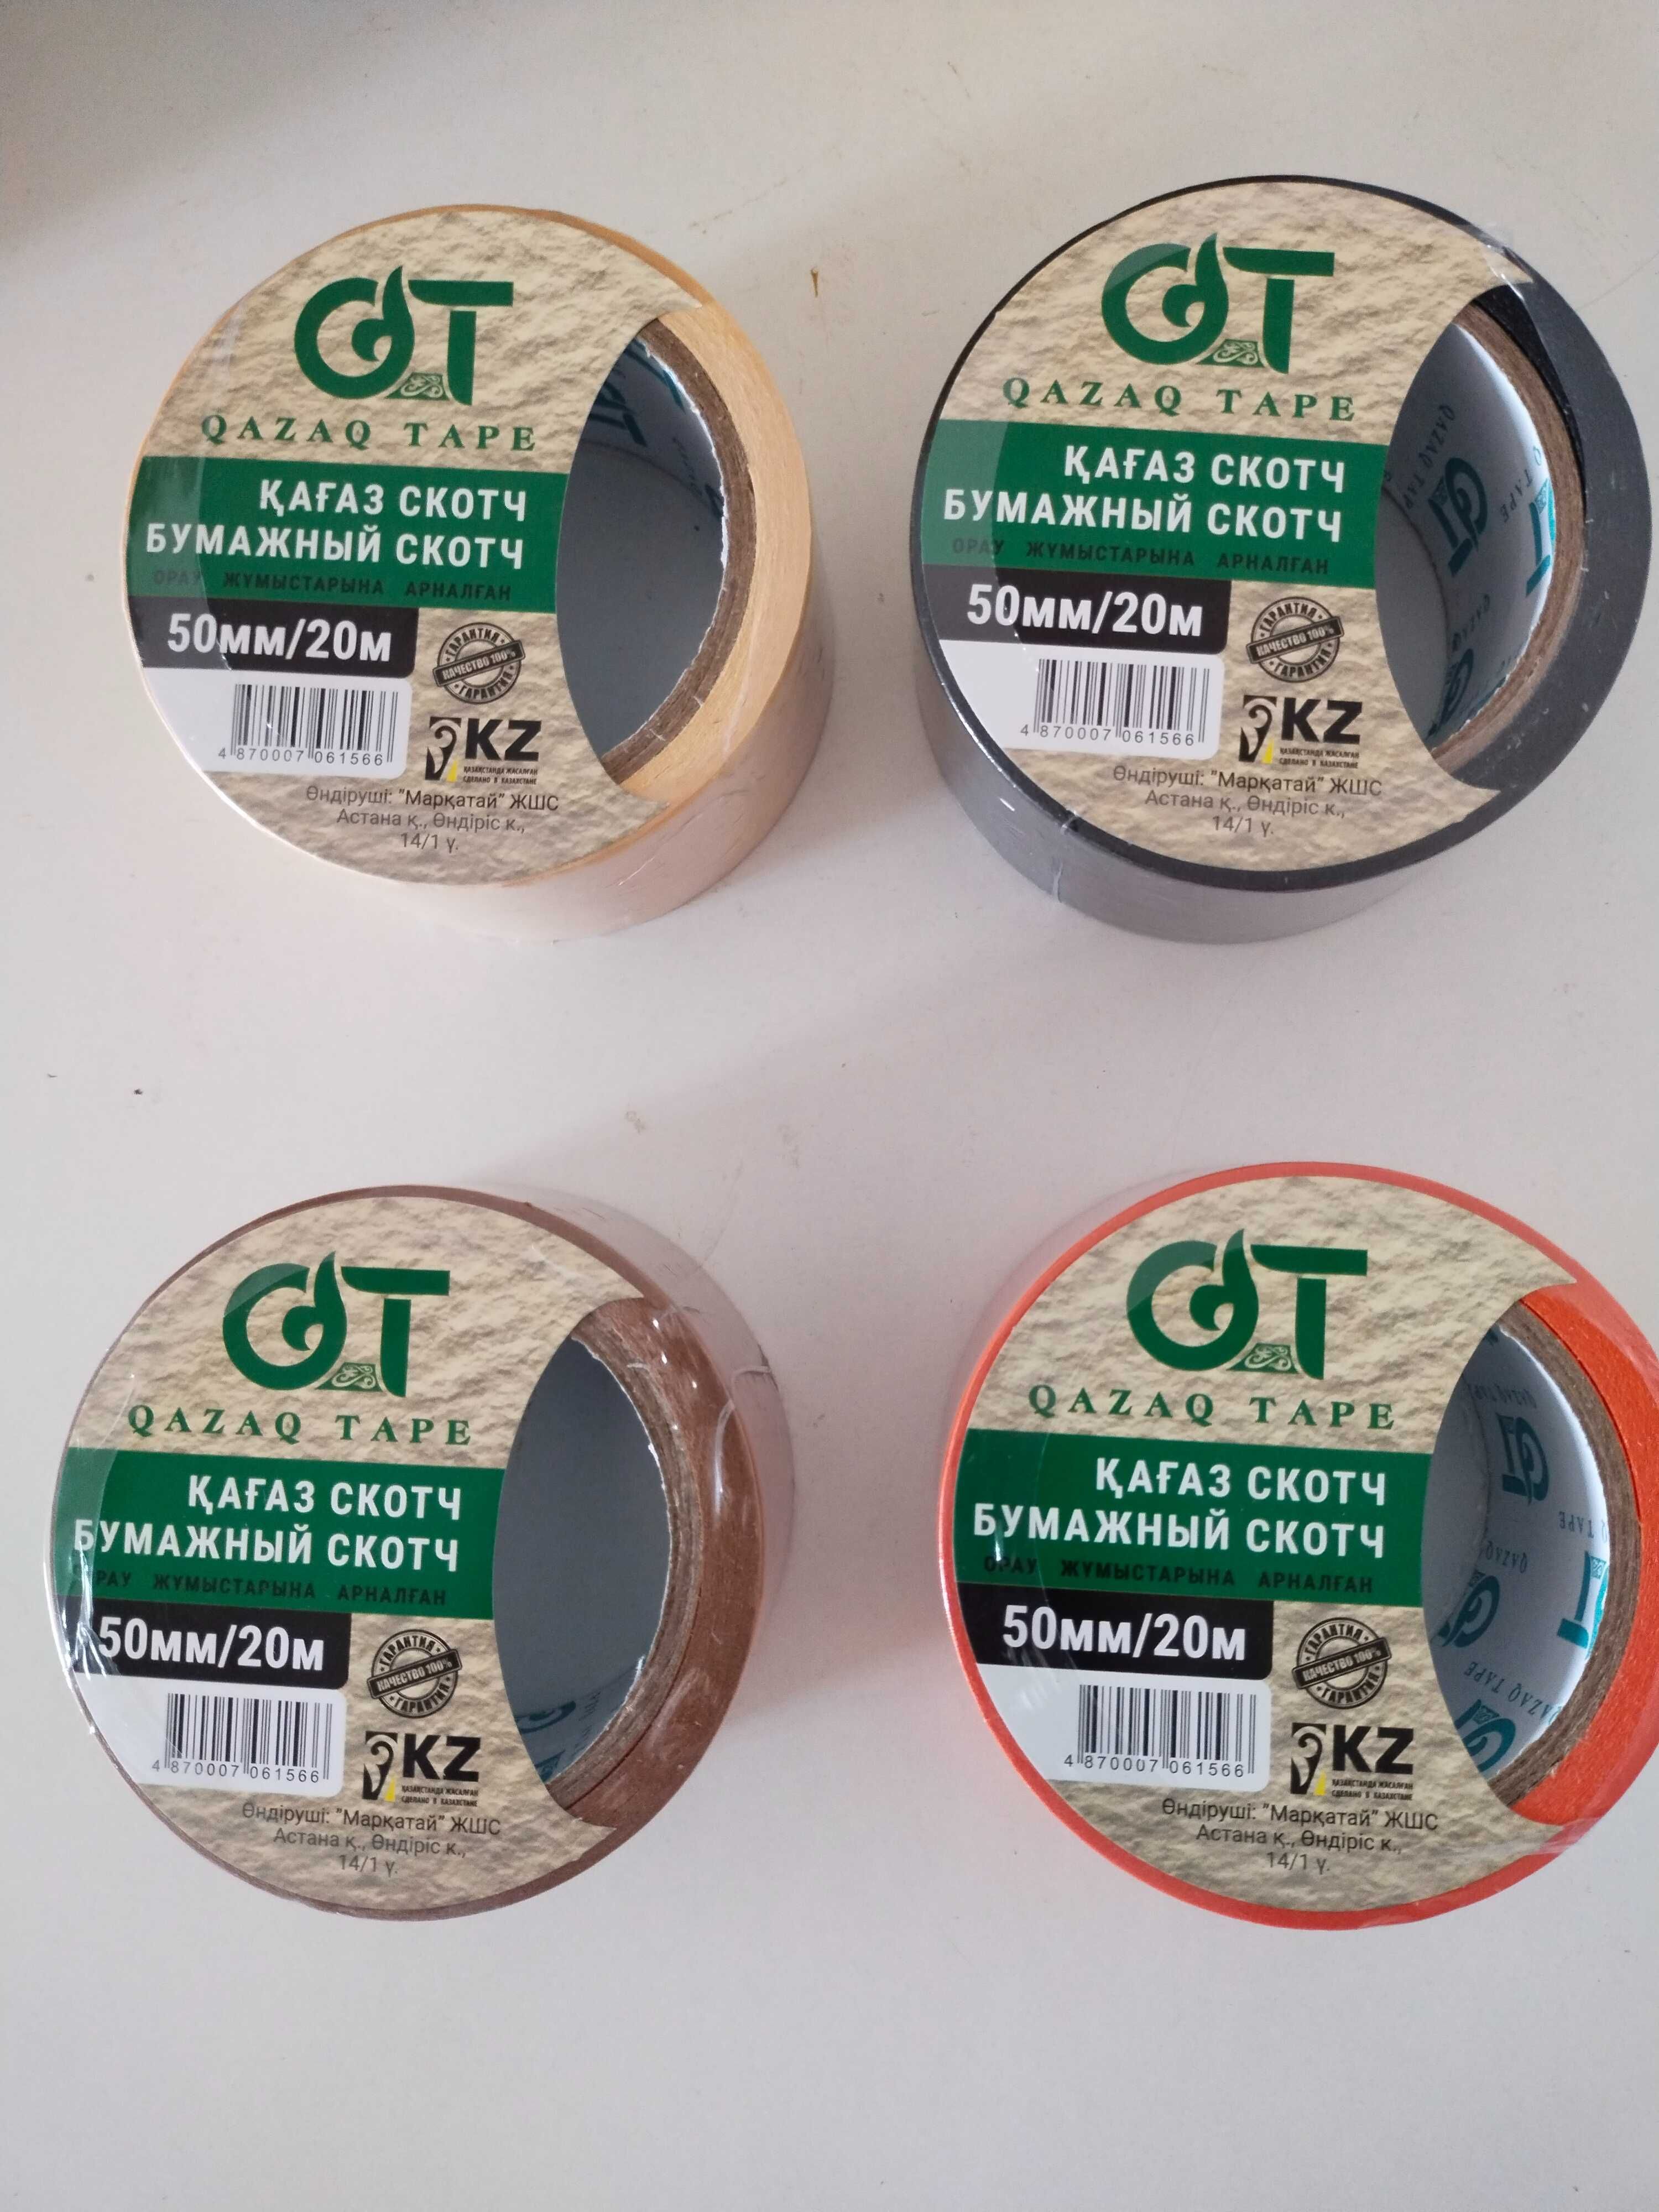 QAZAQ TAPE
ҚАҒАЗ СКОТЧ
БУМАЖНЫЙ СКОТЧ
ОРАУ ЖҰМЫСТАРЫНА АРНАЛҒАН
50мм/20м
ГАРАНТИЯ
КАЧЕСТВО 100%
ГАРАНТИЯ
KZ
ҚАЗАҚСТАНДА ЖАСАЛҒАН
СДЕЛАНО В КАЗАХСТАНЕ
4 870007 061566
Өндіруші: "Марқатай" ЖШС
Астана қ., Өндіріс к.,
14/1 ү.
QAZAQ TAPE
ҚАҒАЗ СКОТЧ
БУМАЖНЫЙ СКОТЧ
ОРАУ ЖҰМЫСТАРЫНА АРНАЛҒАН
50мм/20м
ГАРАНТИЯ
КАЧЕСТВО 100%
ГАРАНТИЯ
KZ
ҚАЗАҚСТАНДА ЖАСАЛҒАН
СДЕЛАНО В КАЗАХСТАНЕ
4 870007 061566
Өндіруші: "Марқатай" ЖШС
Астана қ., Өндіріс к.,
14/1 ү.
QAZAQ TAPE
ҚАҒАЗ СКОТЧ
БУМАЖНЫЙ СКОТЧ
ОРАУ ЖҰМЫСТАРЫНА АРНАЛҒАН
50мм/20м
ГАРАНТИЯ
КАЧЕСТВО 100%
ГАРАНТИЯ
KZ
ҚАЗАҚСТАНДА ЖАСАЛҒАН
СДЕЛАНО В КАЗАХСТАНЕ
4 870007 061566
Өндіруші: "Марқатай" ЖШС
Астана қ., Өндіріс к.,
14/1 ү.
QAZAQ TAPE
ҚАҒАЗ СКОТЧ
БУМАЖНЫЙ СКОТЧ
ОРАУ ЖҰМЫСТАРЫНА АРНАЛҒАН
50мм/20м
ГАРАНТИЯ
КАЧЕСТВО 100%
ГАРАНТИЯ
KZ
ҚАЗАҚСТАНДА ЖАСАЛҒАН
СДЕЛАНО В КАЗАХСТАНЕ
4 870007 061566
Өндіруші: "Марқатай" ЖШС
Астана қ., Өндіріс к.,
14/1 ү.